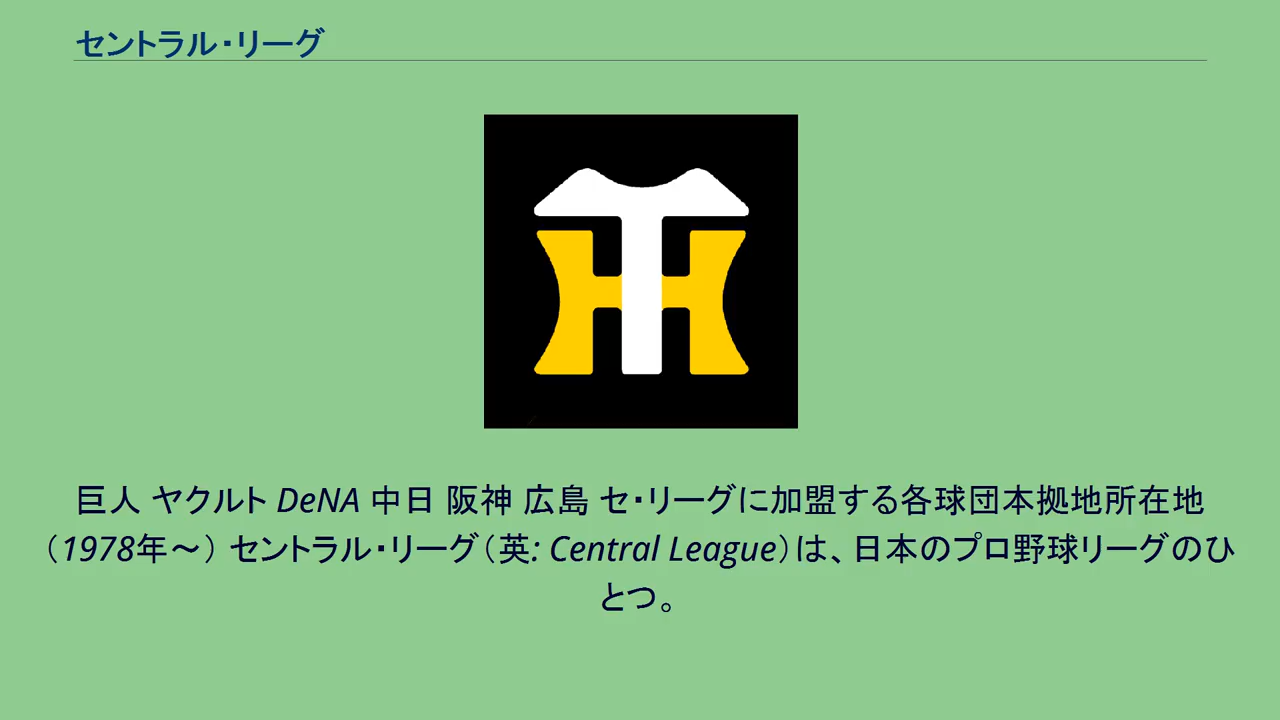 セントラル・リーグ
TH
巨人 ヤクルト DeNA 中日 阪神 広島 セ・リーグに加盟する各球団本拠地所在地
（1978年～） セントラル・リーグ（英: Central League）は、日本のプロ野球リーグのひ
とつ。